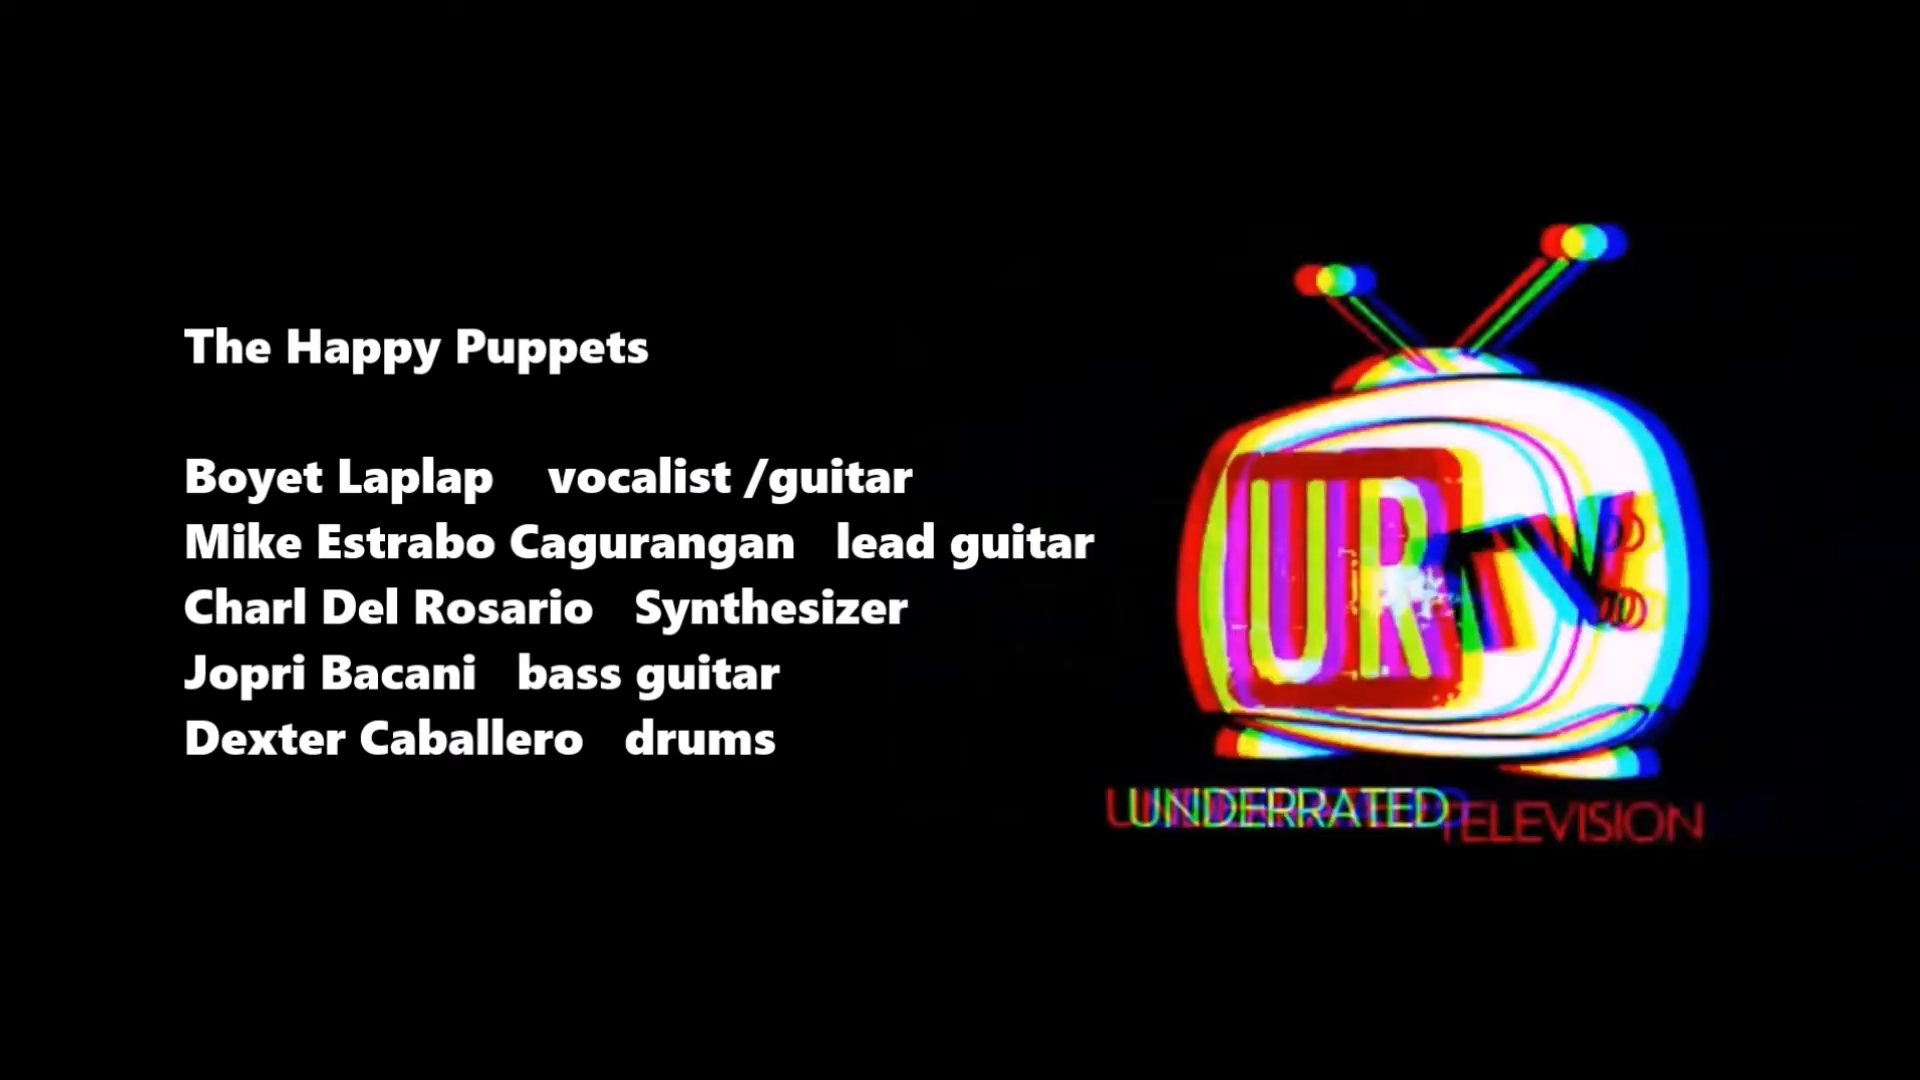 The Happy Puppets
Boyet Laplap vocalist /guitar
Mike Estrabo Cagurangan lead guitar
Charl Del Rosario Synthesizer
Jopri Bacani bass guitar
Dexter Caballero drums
UR TV
UNDERRATED TELEVISION